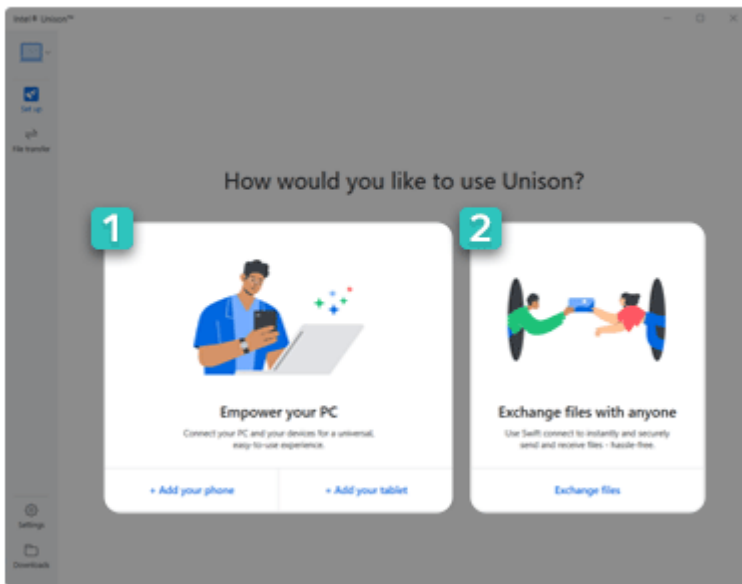 Intel® Unison™
Set up
File transfer
How would you like to use Unison?
1
2
Empower your PC
Connect your PC and your devices for a universal,
easy-to-use experience.
+ Add your phone
+ Add your tablet
Exchange files with anyone
Use Swift connect to instantly and securely
send and receive files - hassle-free.
Exchange files
Settings
Downloads